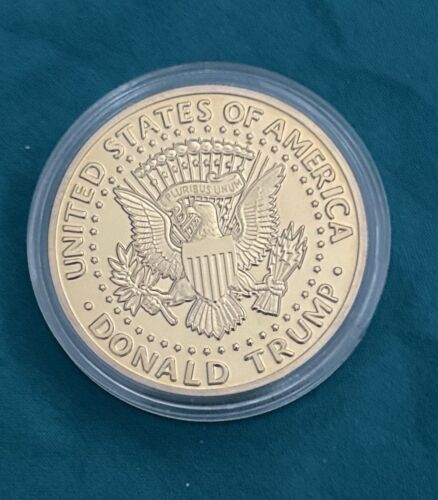 UNITED STATES OF AMERICA
PLURIBUS UNUM
· DONALD TRUMP ·